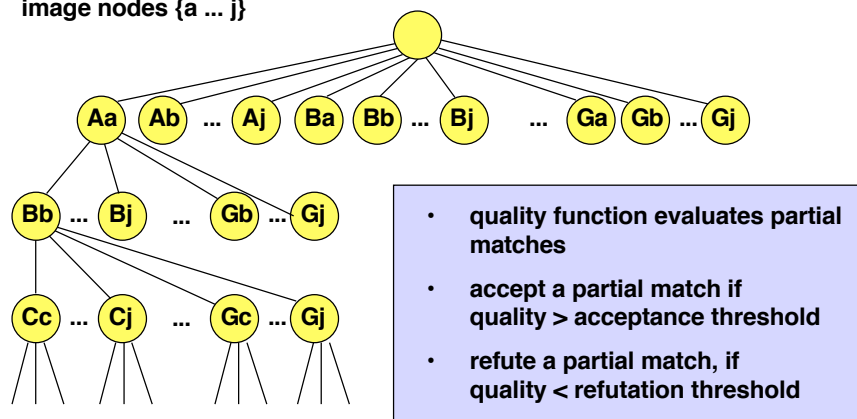 image nodes {a ... j}
Aa Ab ... Aj Ba Bb ... Bj ... Ga Gb ... Gj
Bb ... Bj ... Gb ... Gj
Cc ... Cj ... Gc ... Gj
• quality function evaluates partial
matches
• accept a partial match if
quality > acceptance threshold
• refute a partial match, if
quality < refutation threshold